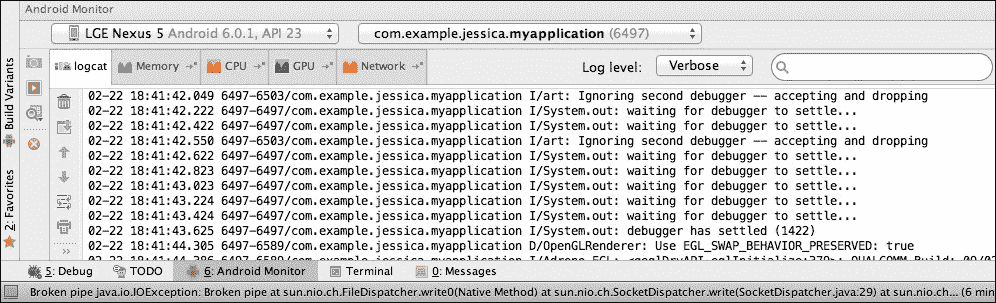 Android Monitor
LGE Nexus 5 Android 6.0.1, API 23
com.example.jessica.myapplication (6497)
logcat
Memory
CPU
GPU
Network
Log level:
Verbose
Build Variants
2: Favorites
02-22 18:41:42.049 6497-6503/com.example.jessica.myapplication I/art: Ignoring second debugger -- accepting and dropping
02-22 18:41:42.222 6497-6497/com.example.jessica.myapplication I/System.out: waiting for debugger to settle...
02-22 18:41:42.422 6497-6497/com.example.jessica.myapplication I/System.out: waiting for debugger to settle...
02-22 18:41:42.550 6497-6503/com.example.jessica.myapplication I/art: Ignoring second debugger -- accepting and dropping
02-22 18:41:42.622 6497-6497/com.example.jessica.myapplication I/System.out: waiting for debugger to settle...
02-22 18:41:42.823 6497-6497/com.example.jessica.myapplication I/System.out: waiting for debugger to settle...
02-22 18:41:43.023 6497-6497/com.example.jessica.myapplication I/System.out: waiting for debugger to settle...
02-22 18:41:43.224 6497-6497/com.example.jessica.myapplication I/System.out: waiting for debugger to settle...
02-22 18:41:43.424 6497-6497/com.example.jessica.myapplication I/System.out: waiting for debugger to settle...
02-22 18:41:43.625 6497-6497/com.example.jessica.myapplication I/System.out: debugger has settled (1422)
02-22 18:41:44.305 6497-6589/com.example.jessica.myapplication D/OpenGLRenderer: Use EGL_SWAP_BEHAVIOR_PRESERVED: true
5: Debug
TODO
6: Android Monitor
Terminal
0: Messages
Broken pipe java.io.IOException: Broken pipe at sun.nio.ch.FileDispatcher.write0(Native Method) at sun.nio.ch.SocketDispatcher.write(SocketDispatcher.java:29) at sun.nio.ch... (6 min